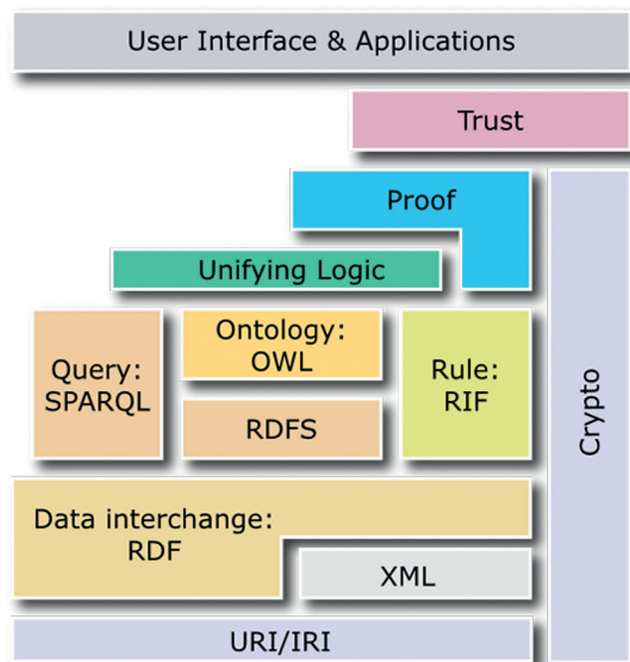 User Interface & Applications
Trust
Proof
Unifying Logic
Ontology:
OWL
Query:
SPARQL
Rule:
RIF
RDFS
Crypto
Data interchange:
RDF
XML
URI/IRI